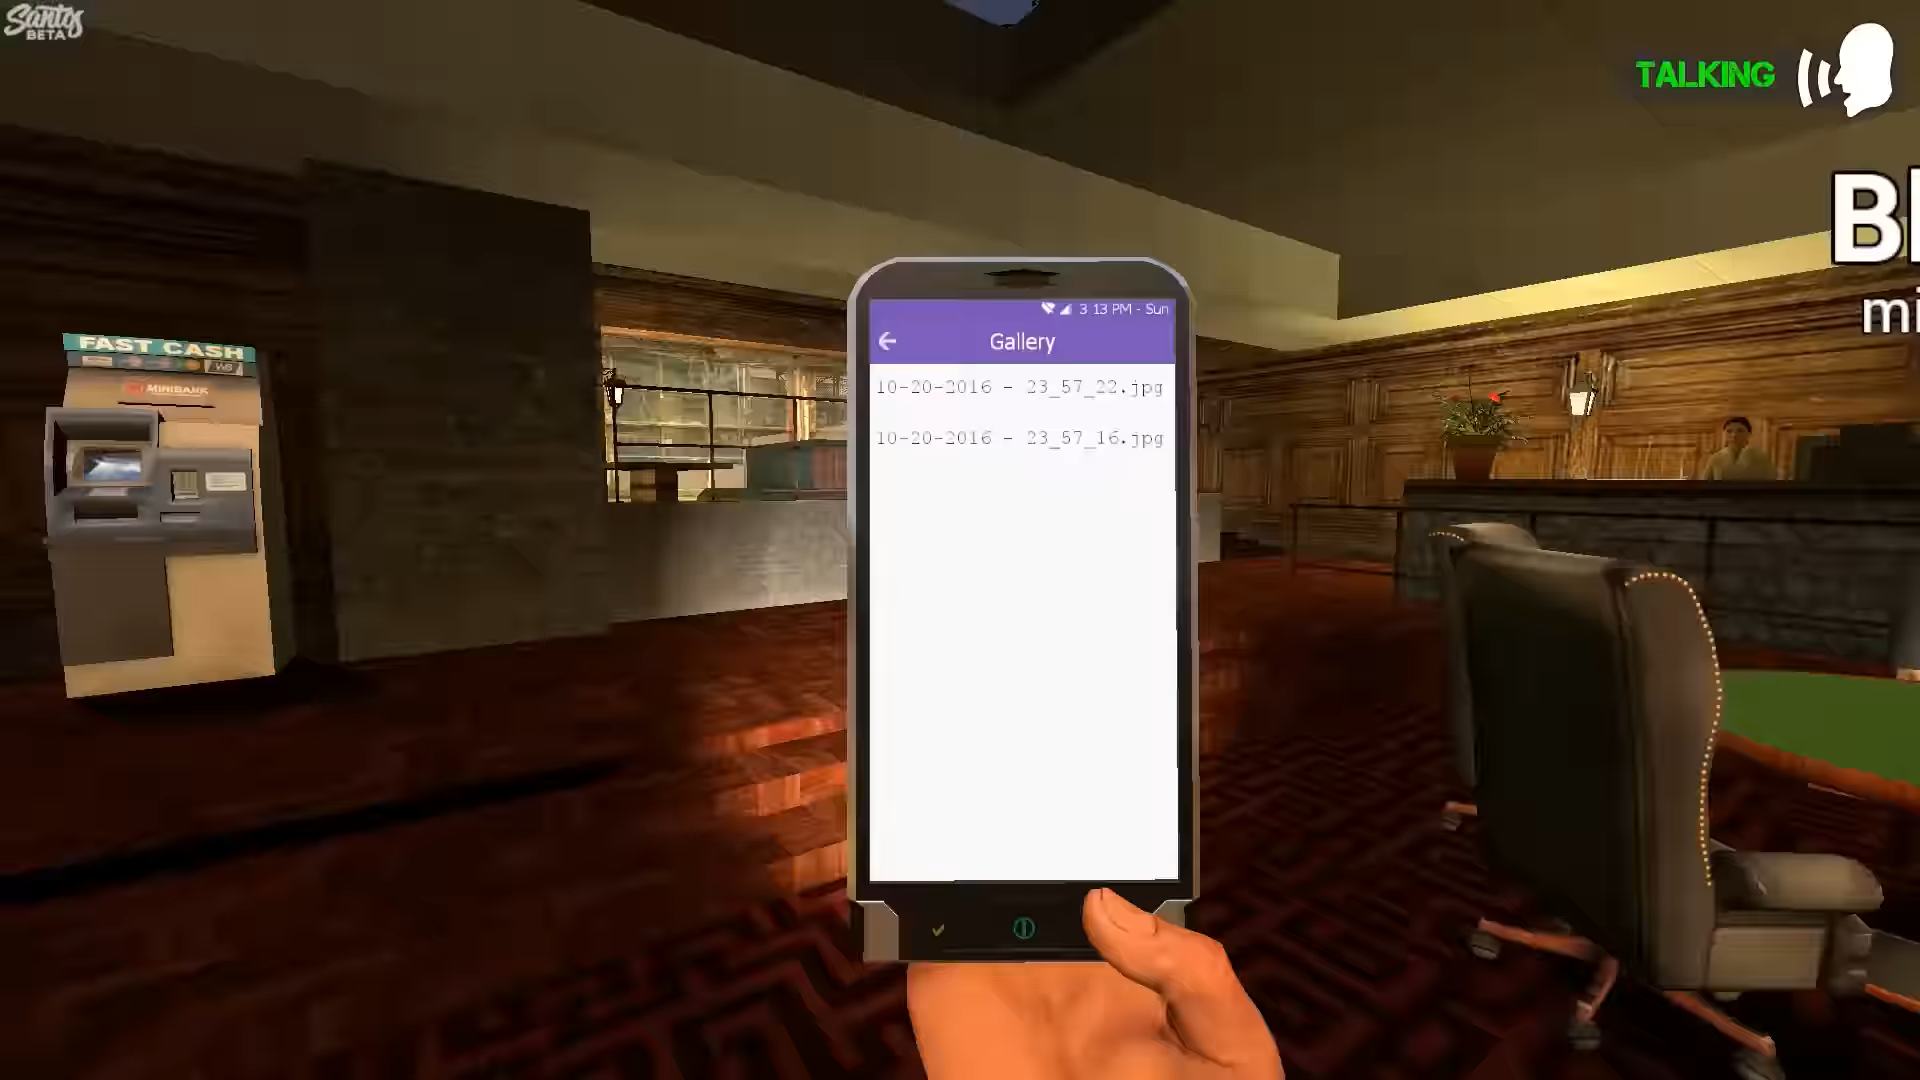 Santos
BETA
TALKING
Bl
mi
FAST CASH
MINIBANK
3 13 PM - Sun
Gallery
10-20-2016 - 23_57_22.jpg
10-20-2016 - 23_57_16.jpg